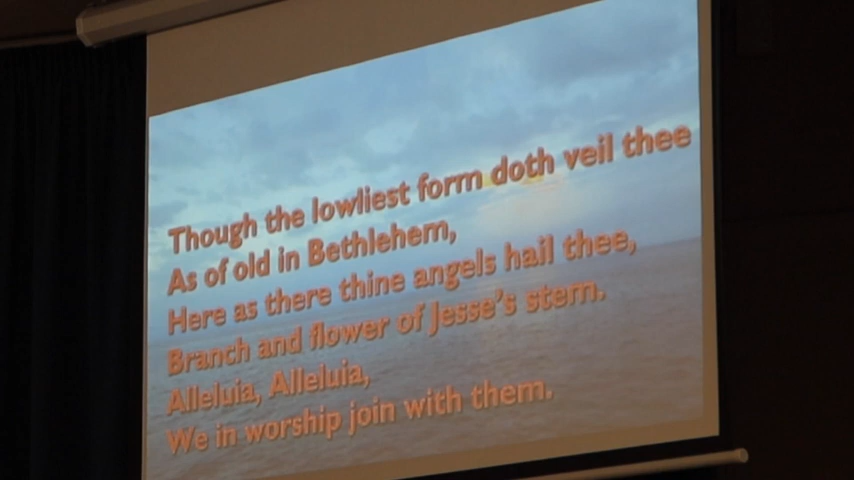 Though the lowliest form doth veil thee
As of old in Bethlehem,
Here as there thine angels hail thee,
Branch and flower of Jesse's stem.
Alleluia, Alleluia,
We in worship join with them.